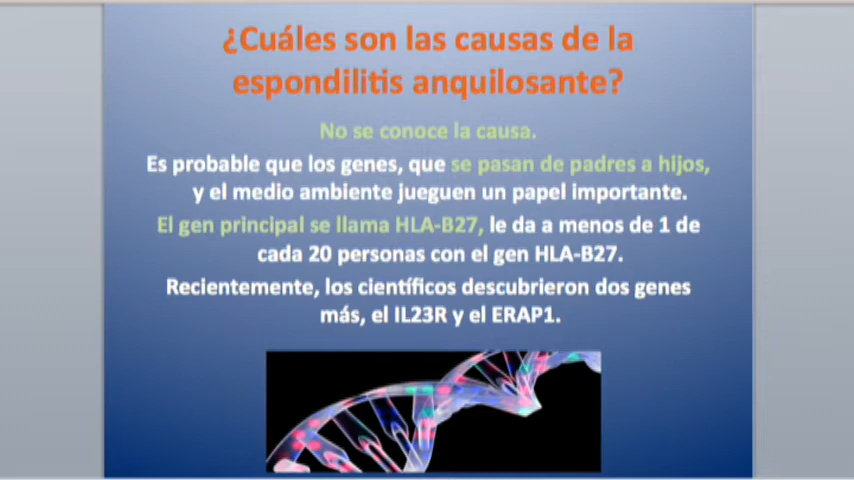 ¿Cuáles son las causas de la
espondilitis anquilosante?
No se conoce la causa.
Es probable que los genes, que se pasan de padres a hijos,
y el medio ambiente jueguen un papel importante.
El gen principal se llama HLA-B27, le da a menos de 1 de
cada 20 personas con el gen HLA-B27.
Recientemente, los científicos descubrieron dos genes
más, el IL23R y el ERAP1.